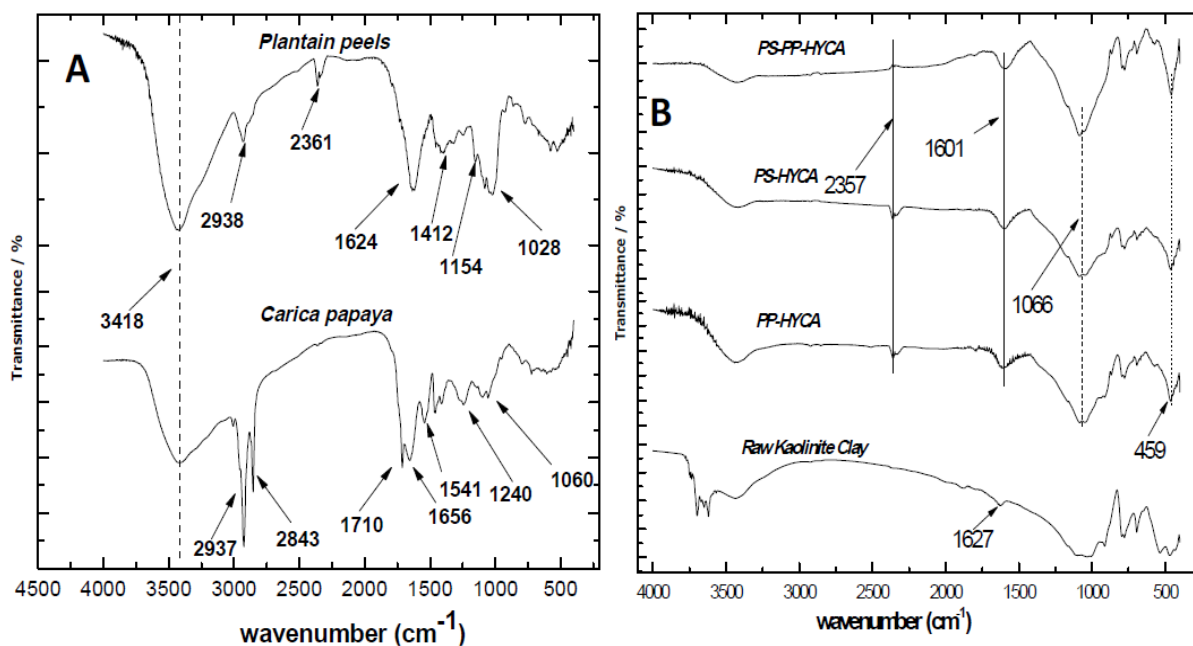 A
Plantain peels
2361
2938
1624
1412
1154
1028
3418
Carica papaya
2937
2843
1710
1656
1541
1240
1060
Transmittance / %
4500 4000 3500 3000 2500 2000 1500 1000 500
wavenumber (cm-1)
B
PS-PP-HYCA
1601
2357
PS-HYCA
1066
PP-HYCA
459
Raw Kaolinite Clay
1627
Transmittance / %
4000 3500 3000 2500 2000 1500 1000 500
wavenumber (cm-1)